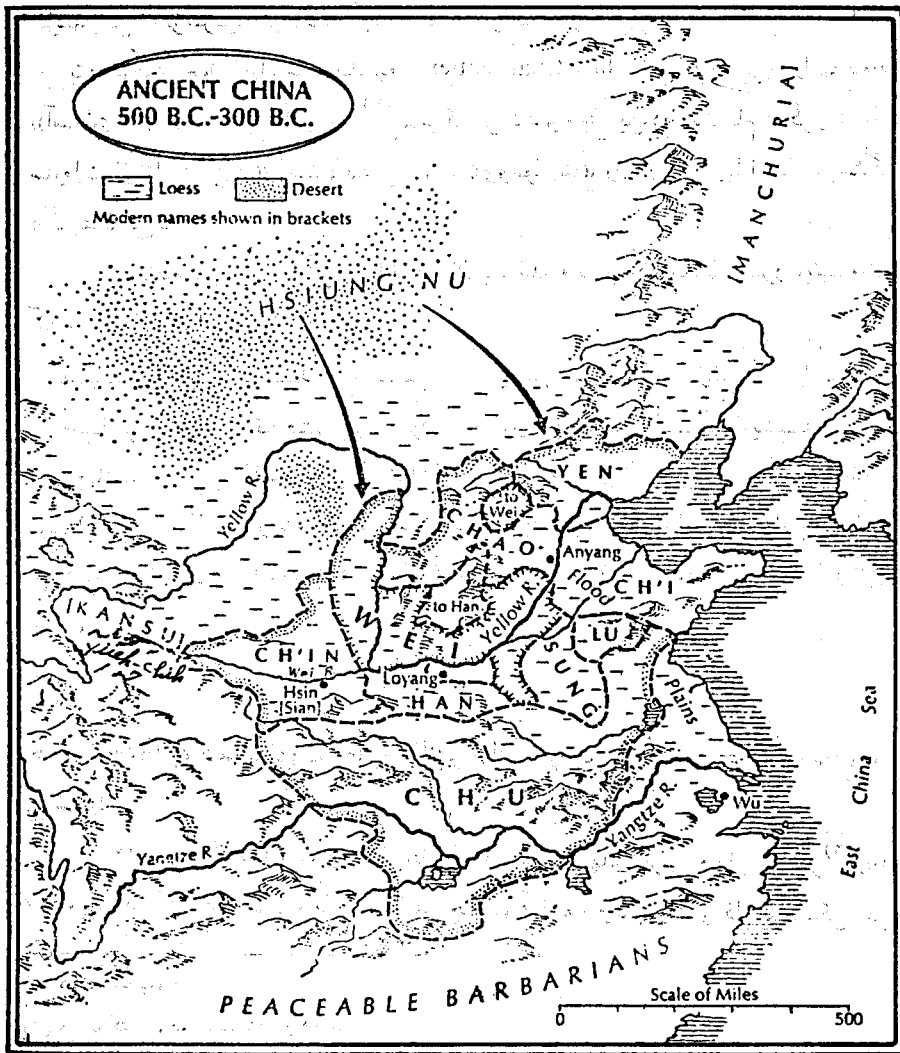 ANCIENT CHINA
500 B.C.-300 B.C.
Loess
Desert
Modern names shown in brackets
[MANCHURIA]
HSIUNG NU
Yellow R.
YEN
to
Wei
CHAO
Anyang
Flood
CH'I
to Han
Yellow R.
LU
[KANSU]
WEI
SUNG
CH'IN
Wei R.
Loyang
Hsin
[Sian]
HAN
Plains
CHU
Wu
Yangtze R.
Yangtze R.
East China Sea
PEACEABLE BARBARIANS
Scale of Miles
0
500